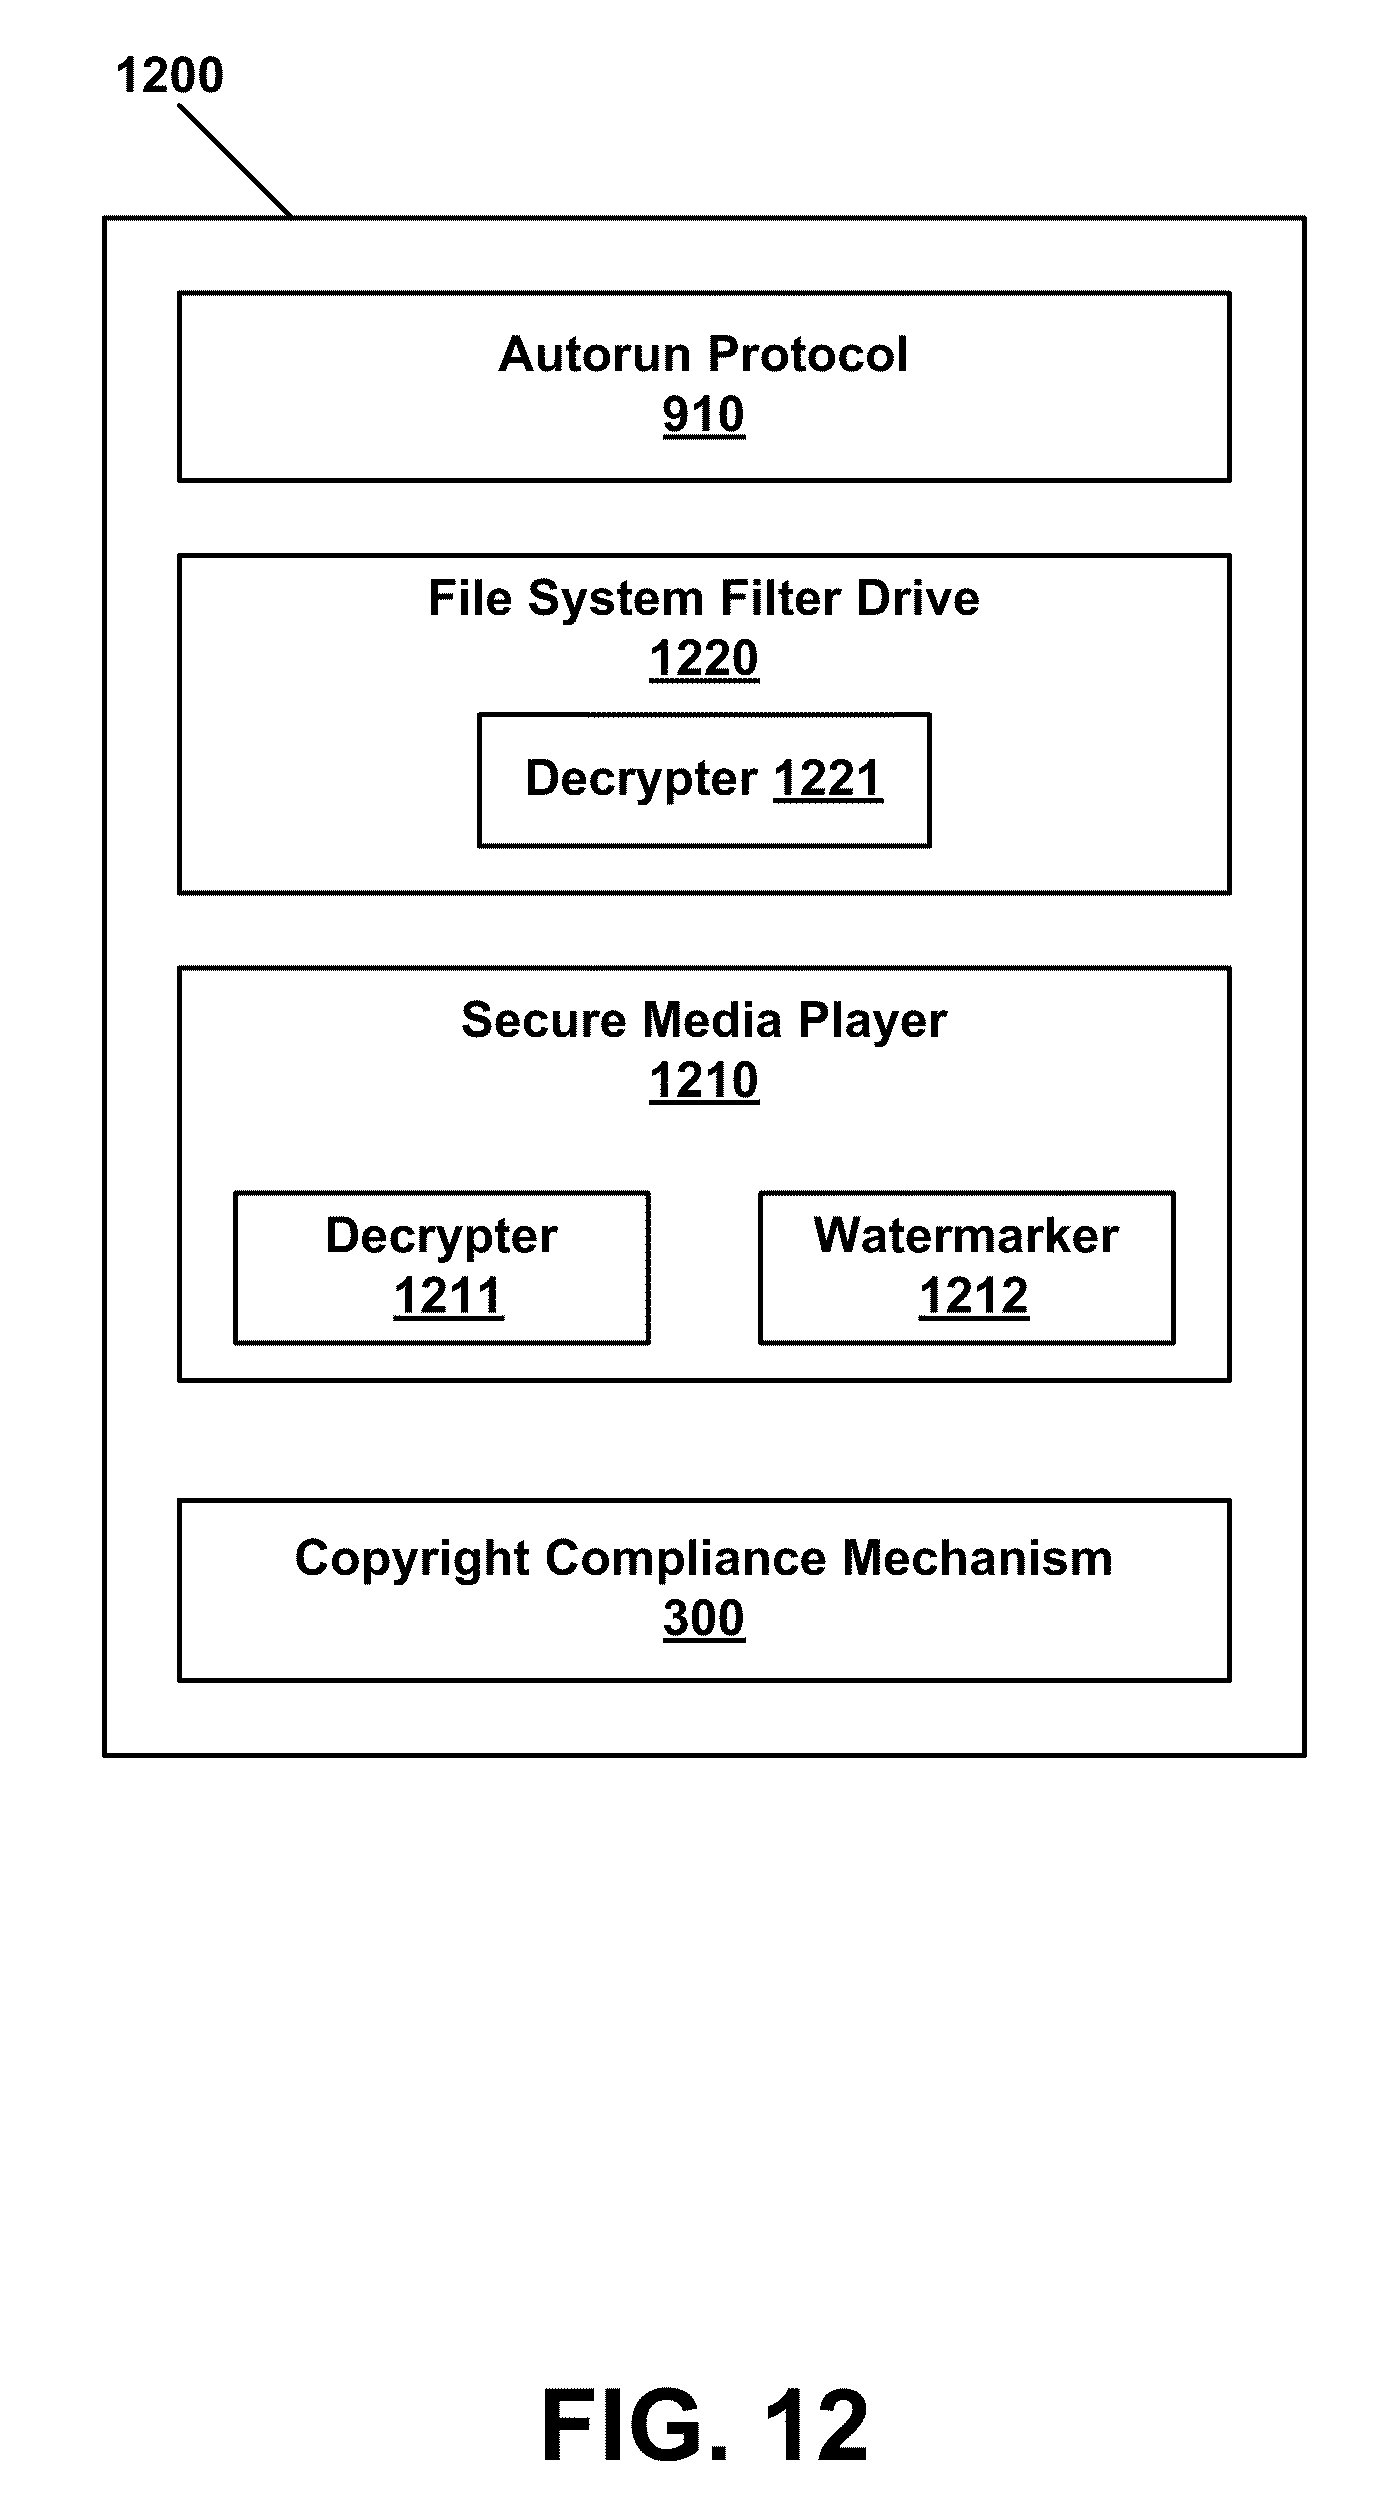 1200
Autorun Protocol
910
File System Filter Drive
1220
Decrypter 1221
Secure Media Player
1210
Decrypter
1211
Watermarker
1212
Copyright Compliance Mechanism
300
FIG. 12